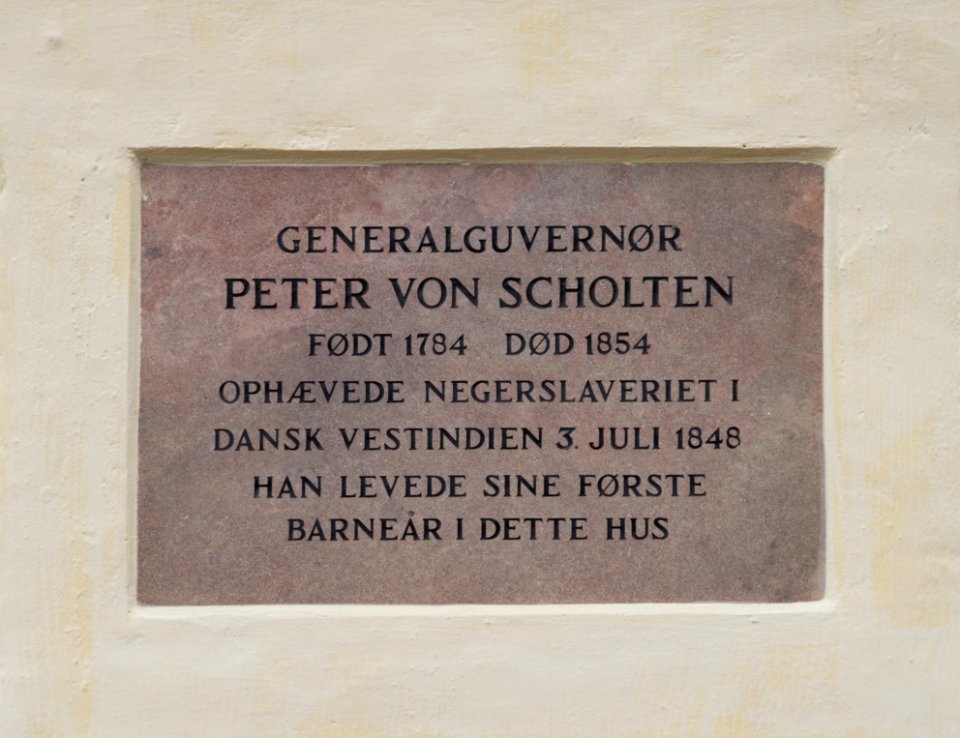 GENERALGUVERNØR
PETER VON SCHOLTEN
FØDT 1784 DØD 1854
OPHÆVEDE NEGERSLAVERIET I
DANSK VESTINDIEN 3. JULI 1848
HAN LEVEDE SINE FØRSTE
BARNEÅR I DETTE HUS